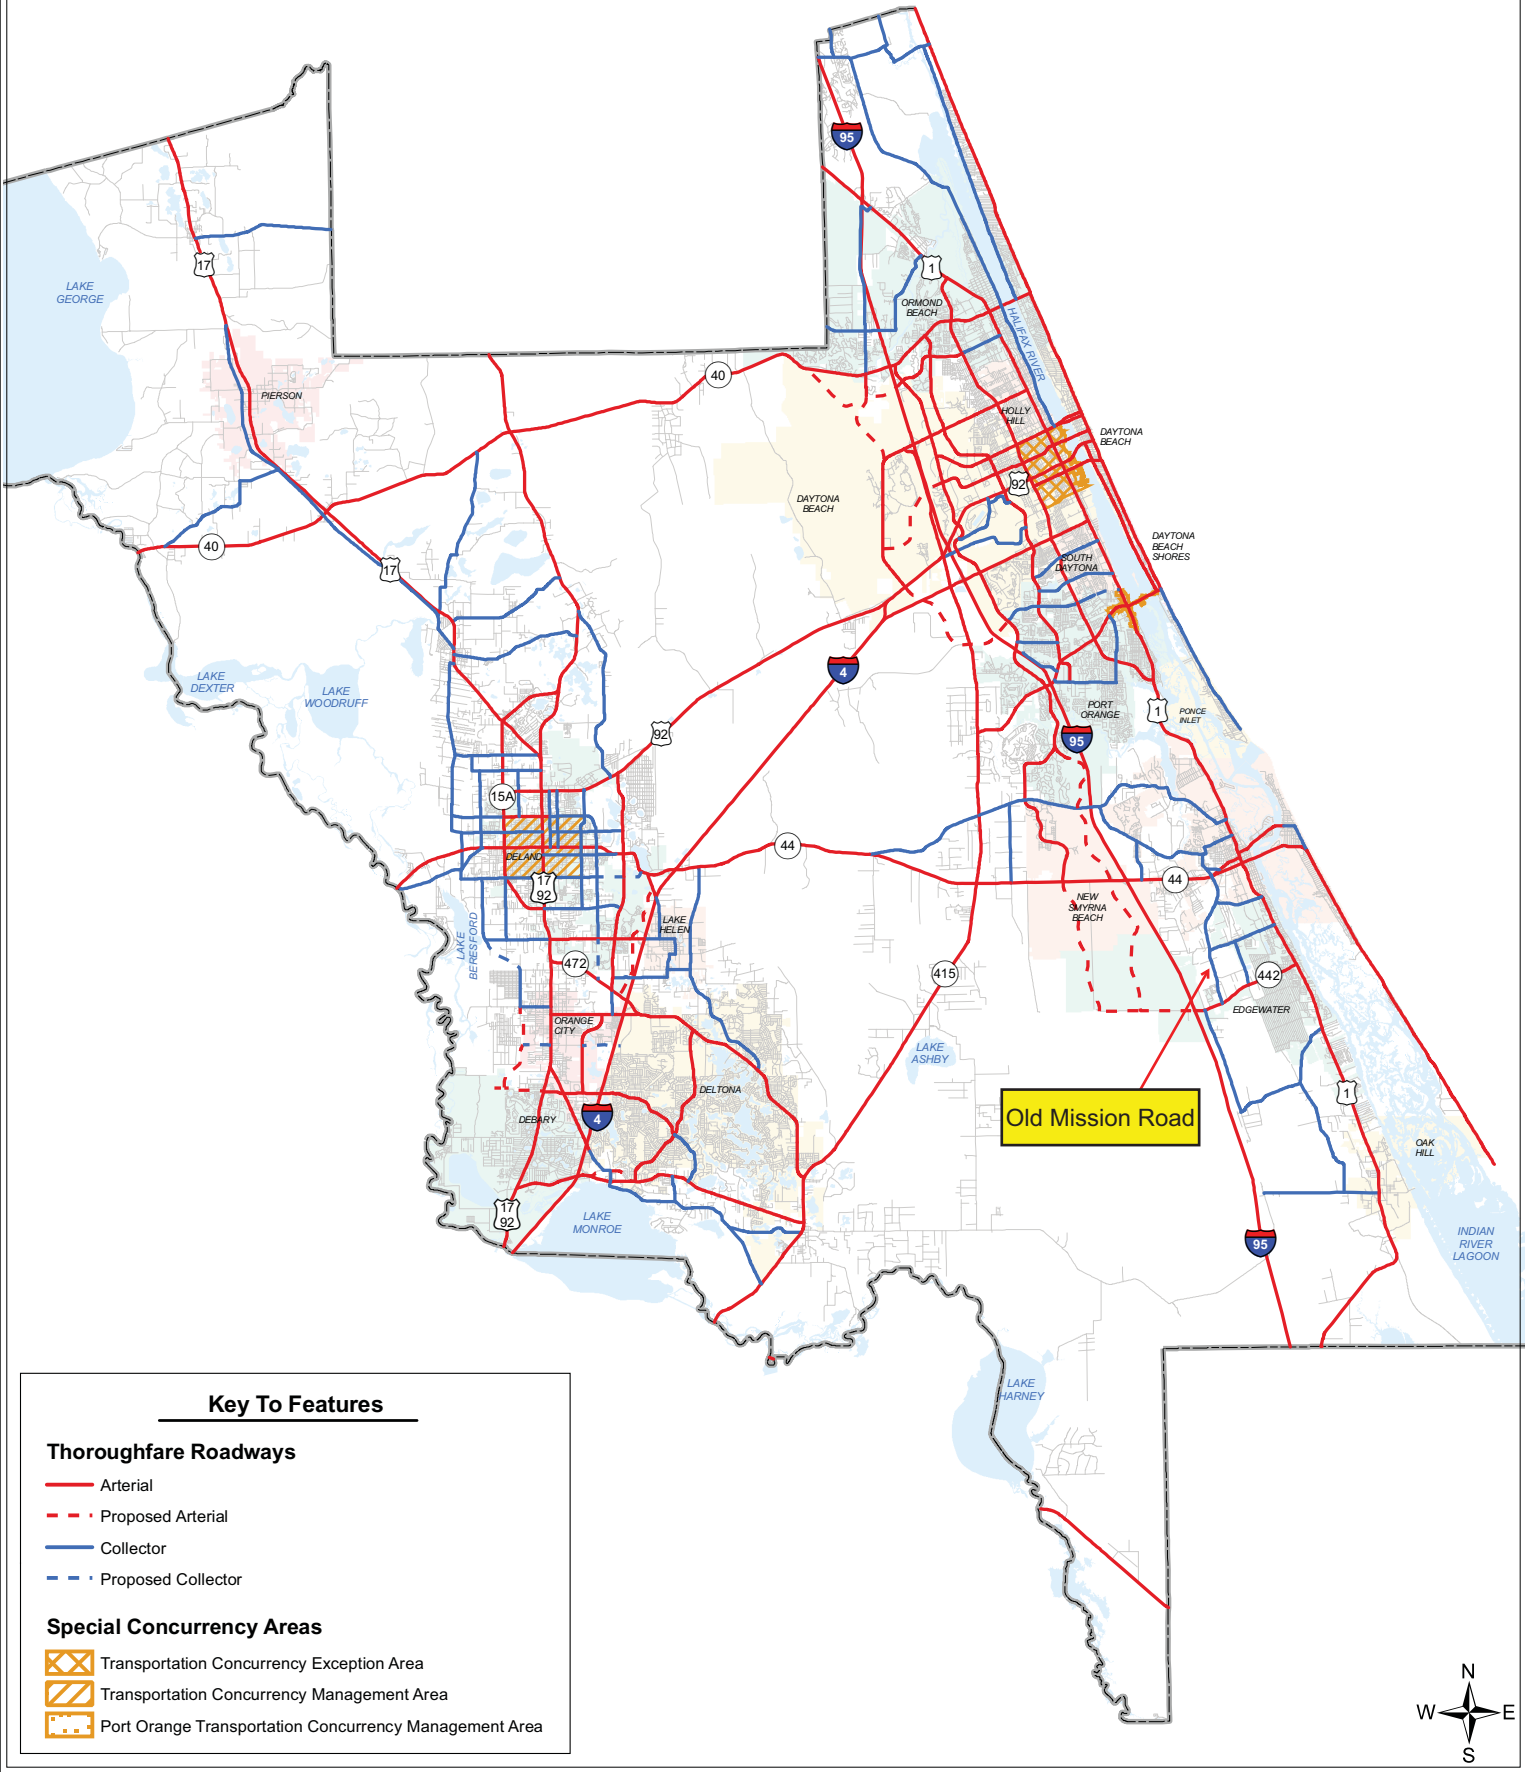 95
17
LAKE
GEORGE
1
ORMOND
BEACH
HALIFAX RIVER
40
PIERSON
HOLLY
HILL
DAYTONA
BEACH
92
DAYTONA
BEACH
40
17
DAYTONA
BEACH
SHORES
SOUTH
DAYTONA
LAKE
DEXTER
LAKE
WOODRUFF
4
92
PORT
ORANGE
1
PONCE
INLET
95
15A
44
DELAND
17
92
44
NEW
SMYRNA
BEACH
LAKE
HELEN
LAKE
BERESFORD
472
415
442
EDGEWATER
ORANGE
CITY
LAKE
ASHBY
DELTONA
1
Old Mission Road
DEBARY
4
OAK
HILL
17
92
LAKE
MONROE
95
INDIAN
RIVER
LAGOON
LAKE
HARNEY
Key To Features
Thoroughfare Roadways
Arterial
Proposed Arterial
Collector
Proposed Collector
Special Concurrency Areas
Transportation Concurrency Exception Area
Transportation Concurrency Management Area
Port Orange Transportation Concurrency Management Area
N
W E
S